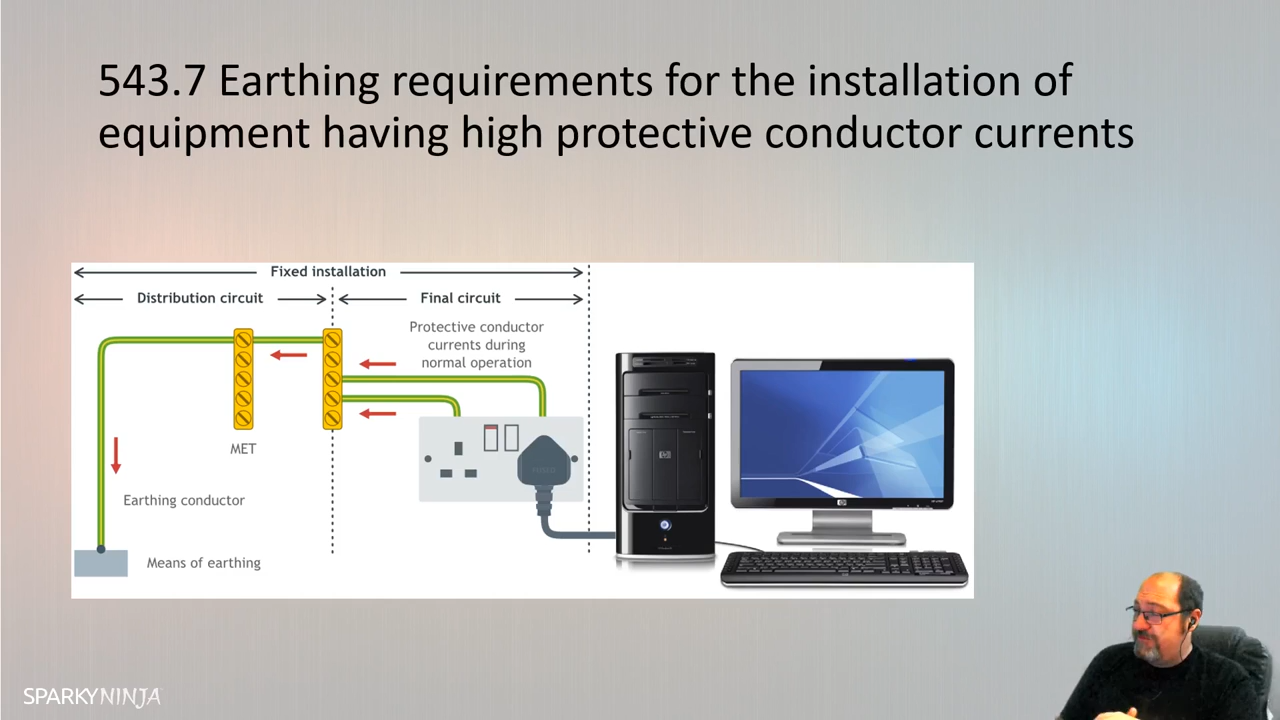 543.7 Earthing requirements for the installation of
equipment having high protective conductor currents
Fixed installation
Distribution circuit
Final circuit
Protective conductor
currents during
normal operation
MET
Earthing conductor
Means of earthing
SPARKYNINJA